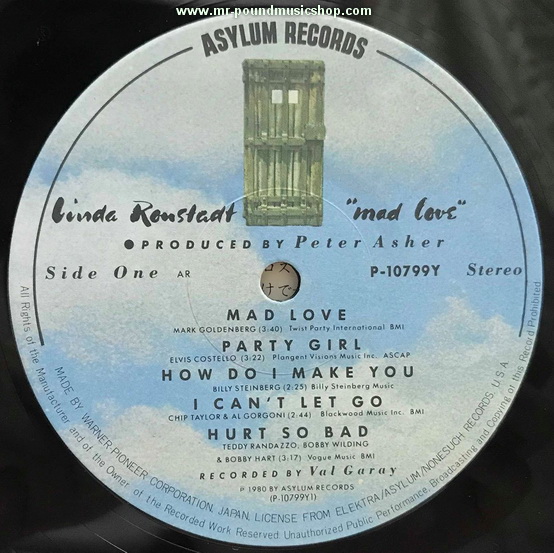 www.mr-poundmusicshop.com
ASYLUM RECORDS
Linda Ronstadt "mad love"
PRODUCED BY Peter Asher
Side One AR P-10799Y Stereo
MAD LOVE
MARK GOLDENBERG (3:40) Twist Party International BMI
PARTY GIRL
ELVIS COSTELLO (3:22) Plangent Visions Music Inc. ASCAP
HOW DO I MAKE YOU
BILLY STEINBERG (2:25) Billy Steinberg Music
I CAN'T LET GO
CHIP TAYLOR & AL GORGONI (2:44) Blackwood Music Inc. BMI
HURT SO BAD
TEDDY RANDAZZO, BOBBY WILDING
& BOBBY HART (3:17) Vogue Music BMI
RECORDED BY Val Garay
℗ 1980 BY ASYLUM RECORDS
(P-10799Y1)
MADE BY WARNER-PIONEER CORPORATION, JAPAN, LICENSE FROM ELEKTRA/ASYLUM/NONESUCH RECORDS, U.S.A.
All Rights of the Manufacturer and of the Owner of the Recorded Work Reserved Unauthorized Public Performance, Broadcasting and Copying of this Record Prohibited